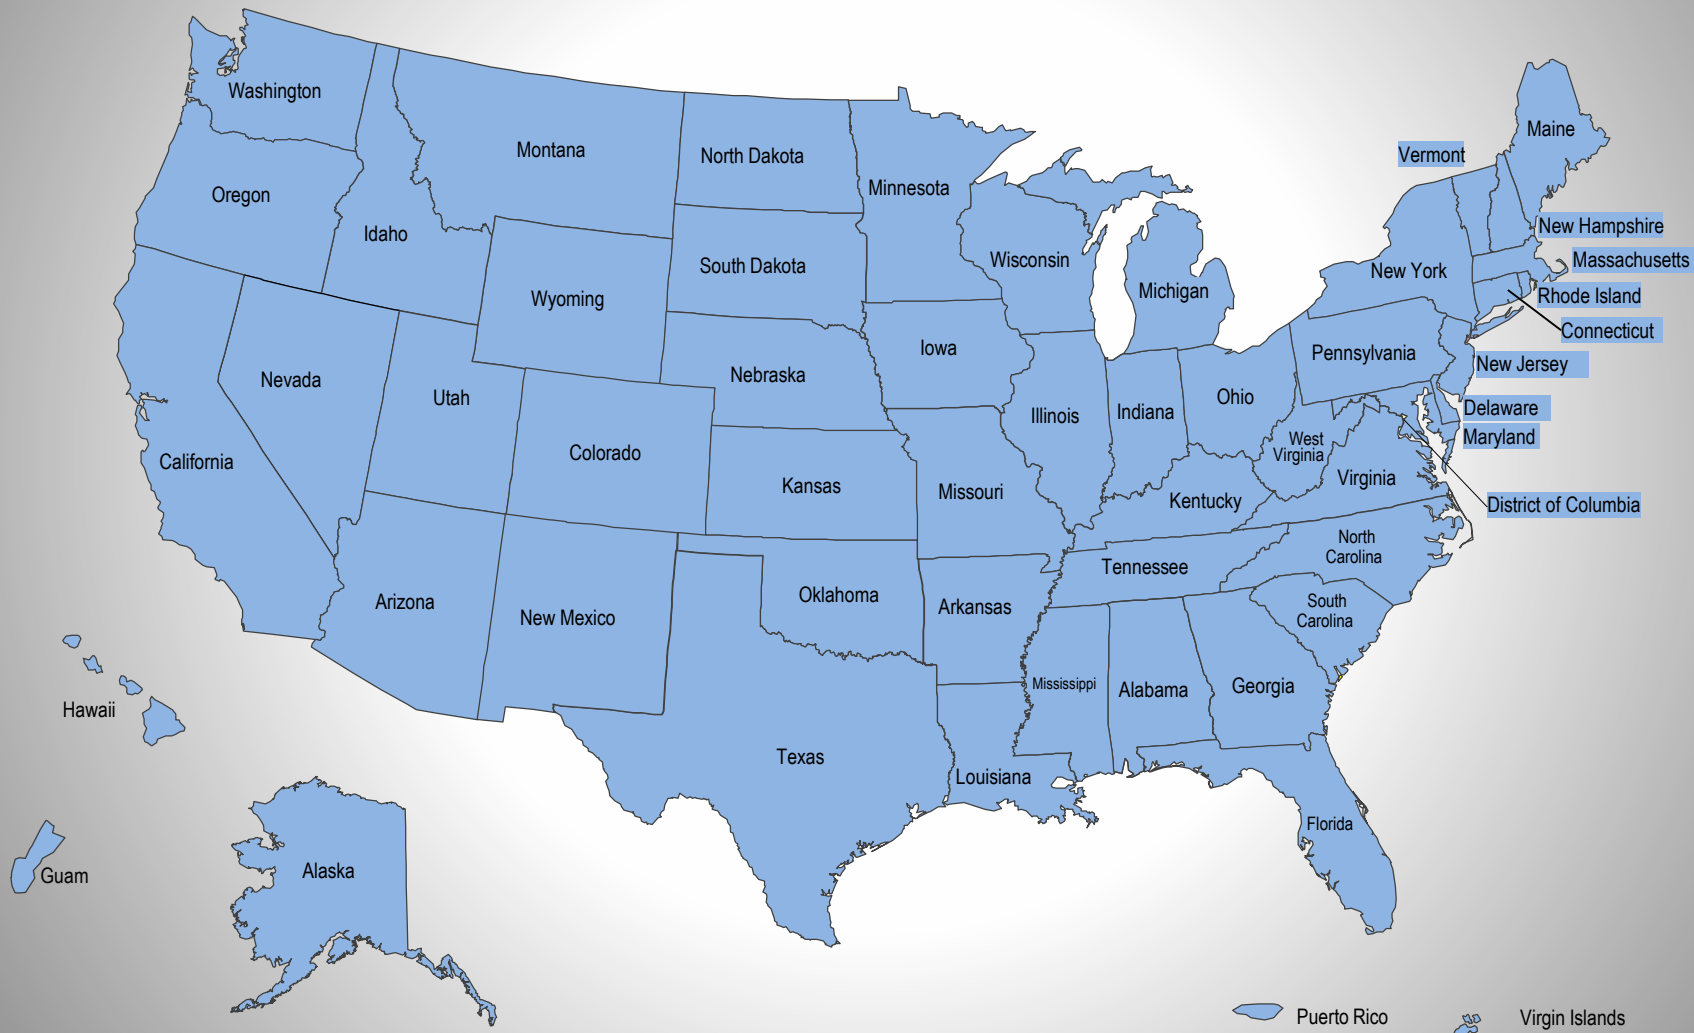 Washington
Montana
North Dakota
Minnesota
Maine
Vermont
Oregon
Idaho
South Dakota
Wisconsin
Michigan
New York
New Hampshire
Massachusetts
Rhode Island
Connecticut
Wyoming
Nevada
Utah
Nebraska
Iowa
Pennsylvania
New Jersey
Illinois
Indiana
Ohio
Delaware
Maryland
California
Colorado
Kansas
Missouri
West
Virginia
Virginia
Kentucky
District of Columbia
Arizona
New Mexico
Oklahoma
Arkansas
Tennessee
North
Carolina
South
Carolina
Mississippi
Alabama
Georgia
Hawaii
Texas
Louisiana
Florida
Guam
Alaska
Puerto Rico
Virgin Islands